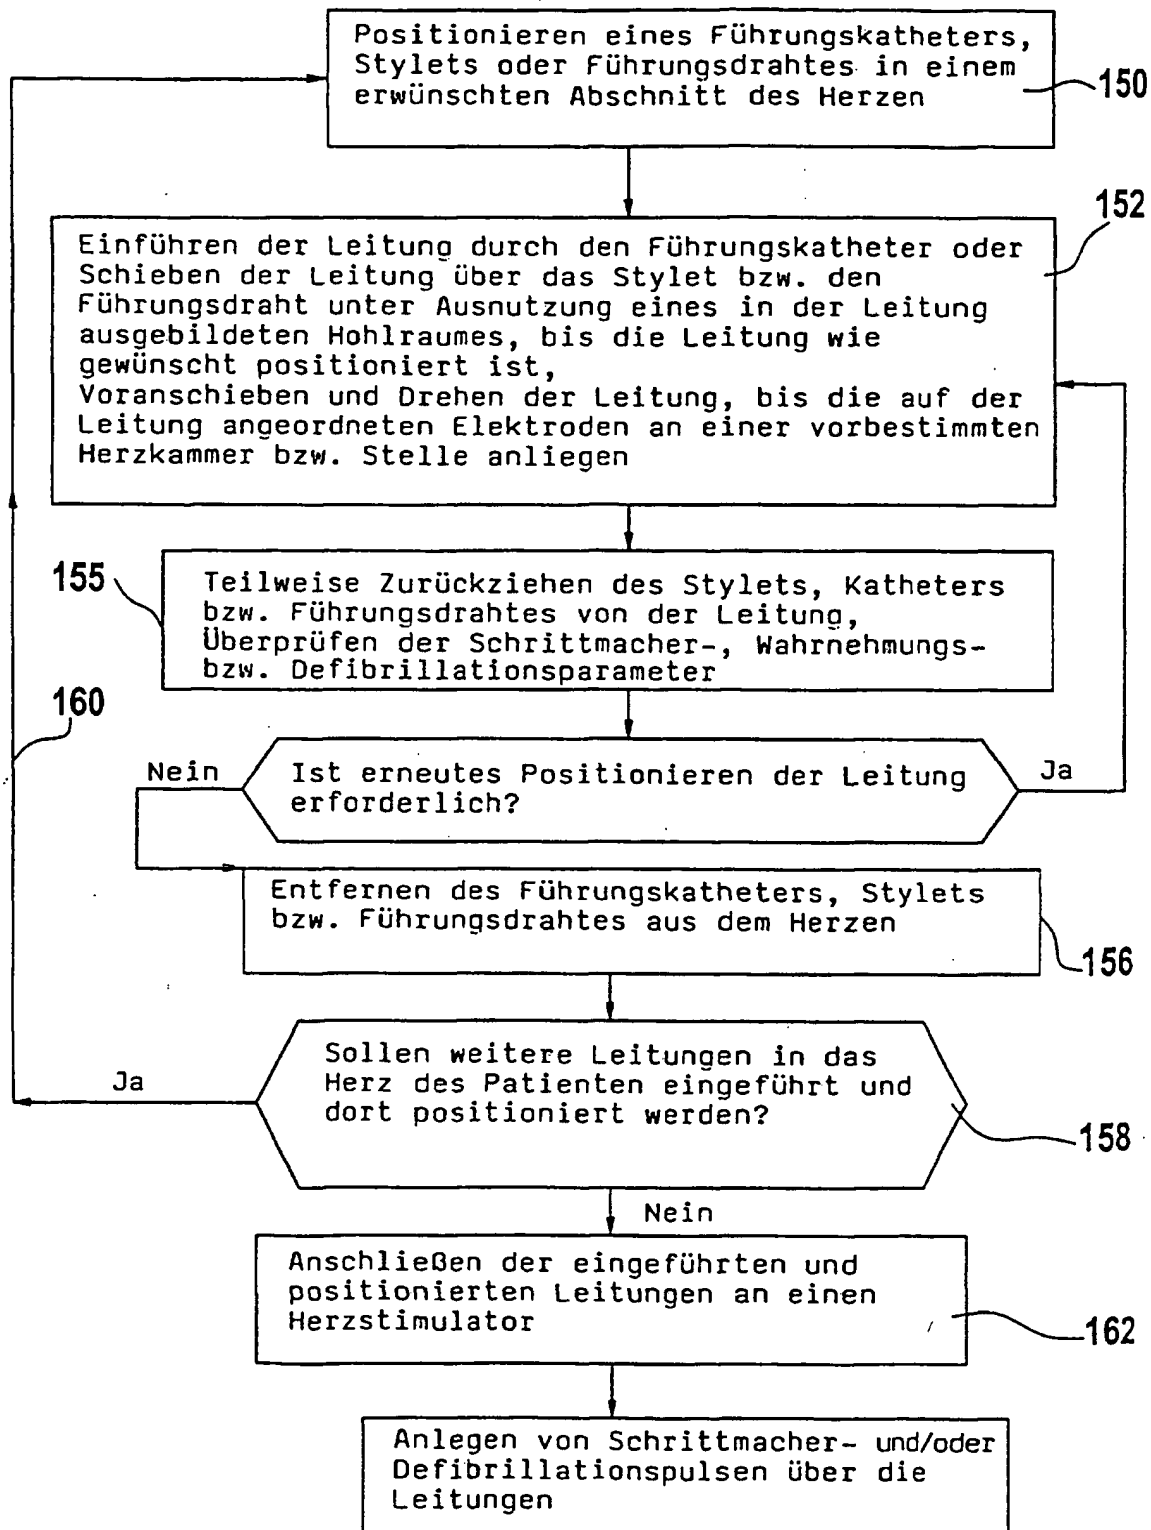 Positionieren eines Führungskatheters,
Stylets oder Führungsdrahtes in einem
erwünschten Abschnitt des Herzen
150
152
Einführen der Leitung durch den Führungskatheter oder
Schieben der Leitung über das Stylet bzw. den
Führungsdraht unter Ausnutzung eines in der Leitung
ausgebildeten Hohlraumes, bis die Leitung wie
gewünscht positioniert ist,
Voranschieben und Drehen der Leitung, bis die auf der
Leitung angeordneten Elektroden an einer vorbestimmten
Herzkammer bzw. Stelle anliegen
155
Teilweise Zurückziehen des Stylets, Katheters
bzw. Führungsdrahtes von der Leitung,
Überprüfen der Schrittmacher-, Wahrnehmungs-
bzw. Defibrillationsparameter
160
Nein
Ist erneutes Positionieren der Leitung
erforderlich?
Ja
Entfernen des Führungskatheters, Stylets
bzw. Führungsdrahtes aus dem Herzen
156
Sollen weitere Leitungen in das
Herz des Patienten eingeführt und
dort positioniert werden?
Ja
158
Nein
Anschließen der eingeführten und
positionierten Leitungen an einen
Herzstimulator
162
Anlegen von Schrittmacher- und/oder
Defibrillationspulsen über die
Leitungen